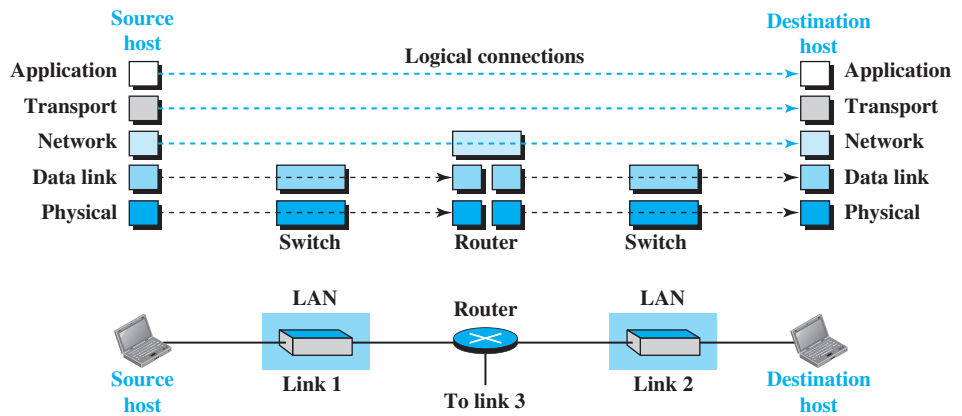 Source
host
Destination
host
Logical connections
Application
Application
Transport
Transport
Network
Network
Data link
Data link
Physical
Physical
Switch
Router
Switch
LAN
Router
LAN
Source
host
Link 1
To link 3
Link 2
Destination
host